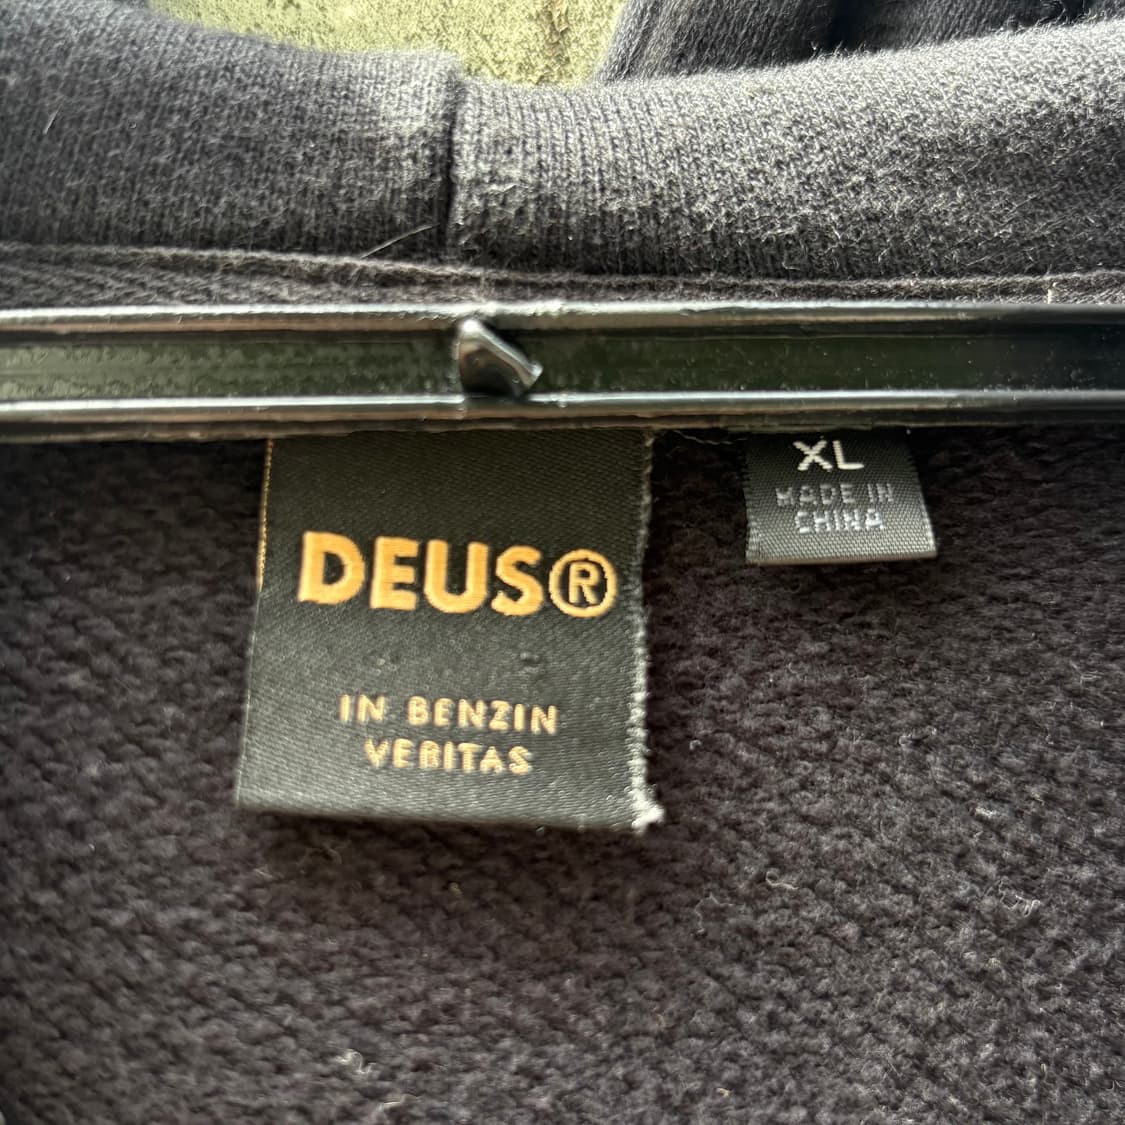 DEUS®
IN BENZIN
VERITAS
XL
MADE IN
CHINA